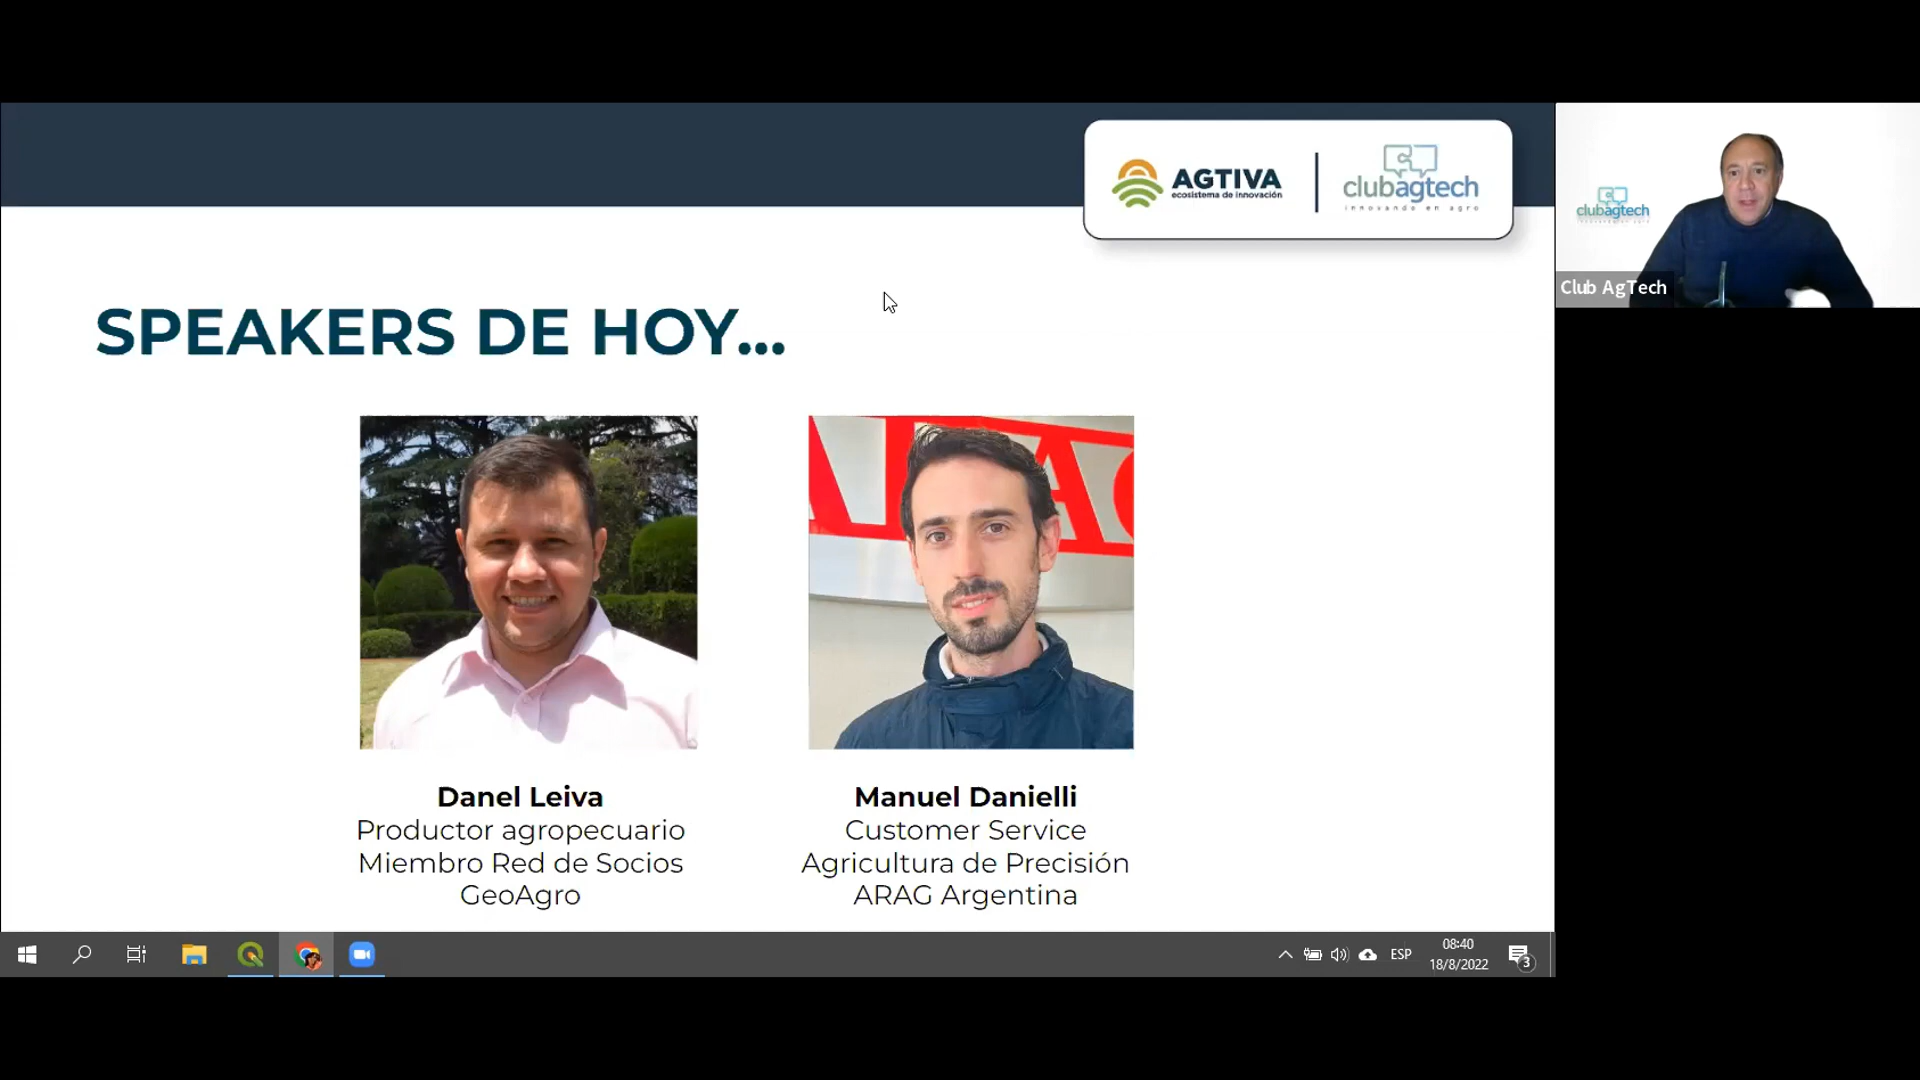 AGTIVA
ecosistema de innovación
clubagtech
innovando en agro
SPEAKERS DE HOY...
ARAG
Danel Leiva
Productor agropecuario
Miembro Red de Socios
GeoAgro
Manuel Danielli
Customer Service
Agricultura de Precisión
ARAG Argentina
clubagtech
Club AgTech
ESP
08:40
18/8/2022
3